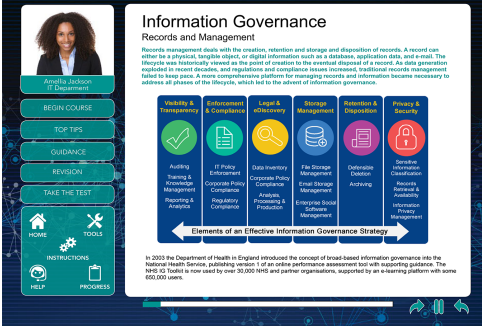 Information Governance
Records and Management
Records management deals with the creation, retention and storage and disposition of records. A record can
either be a physical, tangible object, or digital information such as a database, application data, and e-mail. The
lifecycle was historically viewed as the point of creation to the eventual disposal of a record. As data generation
exploded in recent decades, and regulations and compliance issues increased, traditional records management
failed to keep pace. A more comprehensive platform for managing records and information became necessary to
address all phases of the lifecycle, which led to the advent of information governance.
Amellia Jackson
IT Deparment
BEGIN COURSE
TOP TIPS
GUIDANCE
REVISION
TAKE THE TEST
HOME
TOOLS
INSTRUCTIONS
HELP
PROGRESS
Visibility &
Transparency
Auditing
Training &
Knowledge
Management
Reporting &
Analytics
Enforcement
& Compliance
IT Policy
Enforcement
Corporate Policy
Compliance
Regulatory
Compliance
Legal &
eDiscovery
Data Inventory
Corporate Policy
Compliance
Analysis,
Processing &
Production
Storage
Management
File Storage
Management
Email Storage
Management
Enterprise Social
Software
Management
Retention &
Disposition
Defensible
Deletion
Archiving
Privacy &
Security
Sensitive
Information
Classification
Records
Retrieval &
Availability
Information
Privacy
Management
Elements of an Effective Information Governance Strategy
In 2003 the Department of Health in England introduced the concept of broad-based information governance into the
National Health Service, publishing version 1 of an online performance assessment tool with supporting guidance. The
NHS IG Toolkit is now used by over 30,000 NHS and partner organisations, supported by an e-learning platform with some
650,000 users.